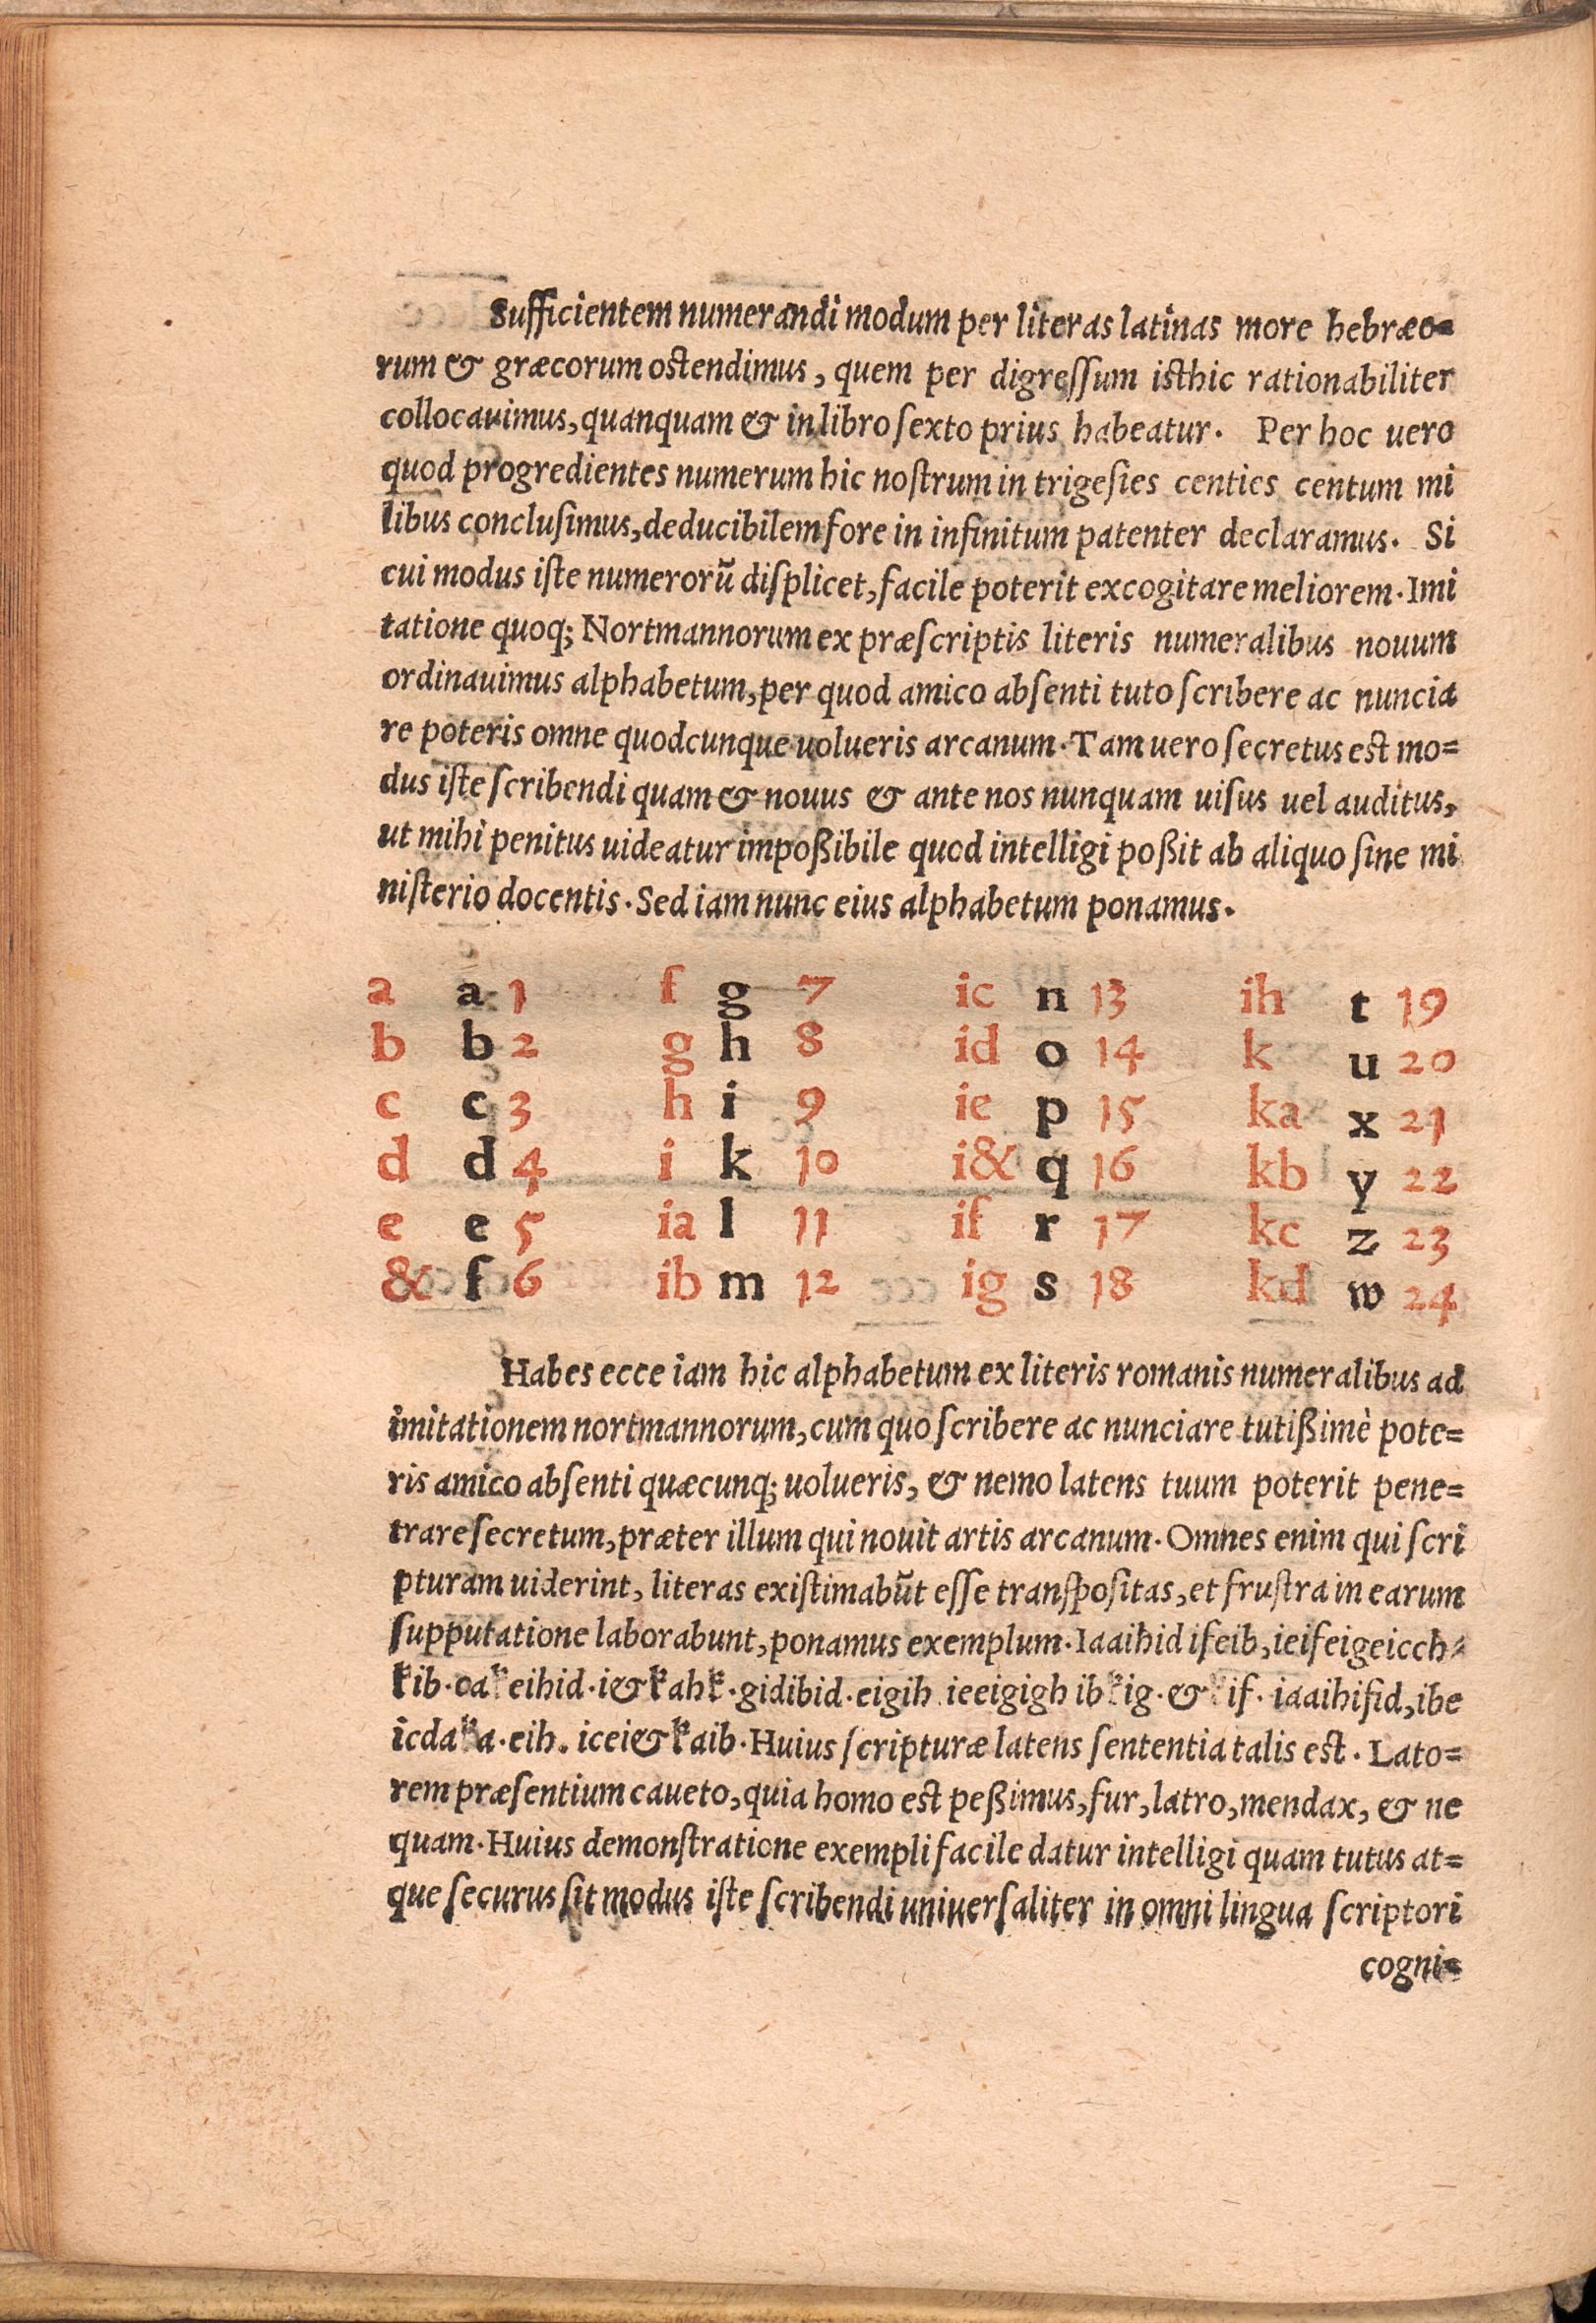 Sufficientem numerandi modum per literas latinas more hebræo=
rum & græcorum ostendimus, quem per digreſſum isthic rationabiliter
collocauimus, quanquam & in libro ſexto prius habeatur. Per hoc uero
quod progredientes numerum hic noſtrum in trigeſies centies centum mi
libus concluſimus, deducibilem fore in infinitum patenter declaramus. Si
cui modus iſte numerorũ diſplicet, facile poterit excogitare meliorem. Imi
tatione quoq; Nortmannorum ex præſcriptis literis numeralibus nouum
ordinauimus alphabetum, per quod amico abſenti tuto ſcribere ac nuncia
re poteris omne quodcunque uolueris arcanum. Tam uero ſecretus est mo=
dus iſte ſcribendi quam & nouus & ante nos nunquam uiſus uel auditus,
ut mihi penitus uideatur impoßibile quod intelligi poßit ab aliquo ſine mi
niſterio docentis. Sed iam nunc eius alphabetum ponamus.
a a 1 f g 7 ic n 13 ih t 19
b b 2 g h 8 id o 14 k u 20
c c 3 h i 9 ie p 15 ka x 21
d d 4 i k 10 i& q 16 kb y 22
e e 5 ia l 11 if r 17 kc z 23
& f 6 ib m 12 ig s 18 kd w 24
Habes ecce iam hic alphabetum ex literis romanis numeralibus ad
imitationem nortmannorum, cum quo ſcribere ac nunciare tutißimè pote=
ris amico abſenti quæcunq; uolueris, & nemo latens tuum poterit pene=
trare ſecretum, præter illum qui nouit artis arcanum. Omnes enim qui ſcri
pturam uiderint, literas exiſtimabũt eſſe tranſpoſitas, et fruſtra in earum
ſupputatione laborabunt, ponamus exemplum. Iaaihid ifeib, ieifeigeicch
kib. cakeihid. i&kahk. gidibid. eigih ieeigigh ibkig. &kif. iaaihifid, ibe
icdaka. eih. icei&kaib. Huius ſcripturæ latens ſententia talis est. Lato=
rem præſentium caueto, quia homo est peßimus, fur, latro, mendax, & ne
quam. Huius demonſtratione exempli facile datur intelligi quam tutus at=
que ſecurus ſit modus iſte ſcribendi uniuerſaliter in omni lingua ſcriptori
cogni=